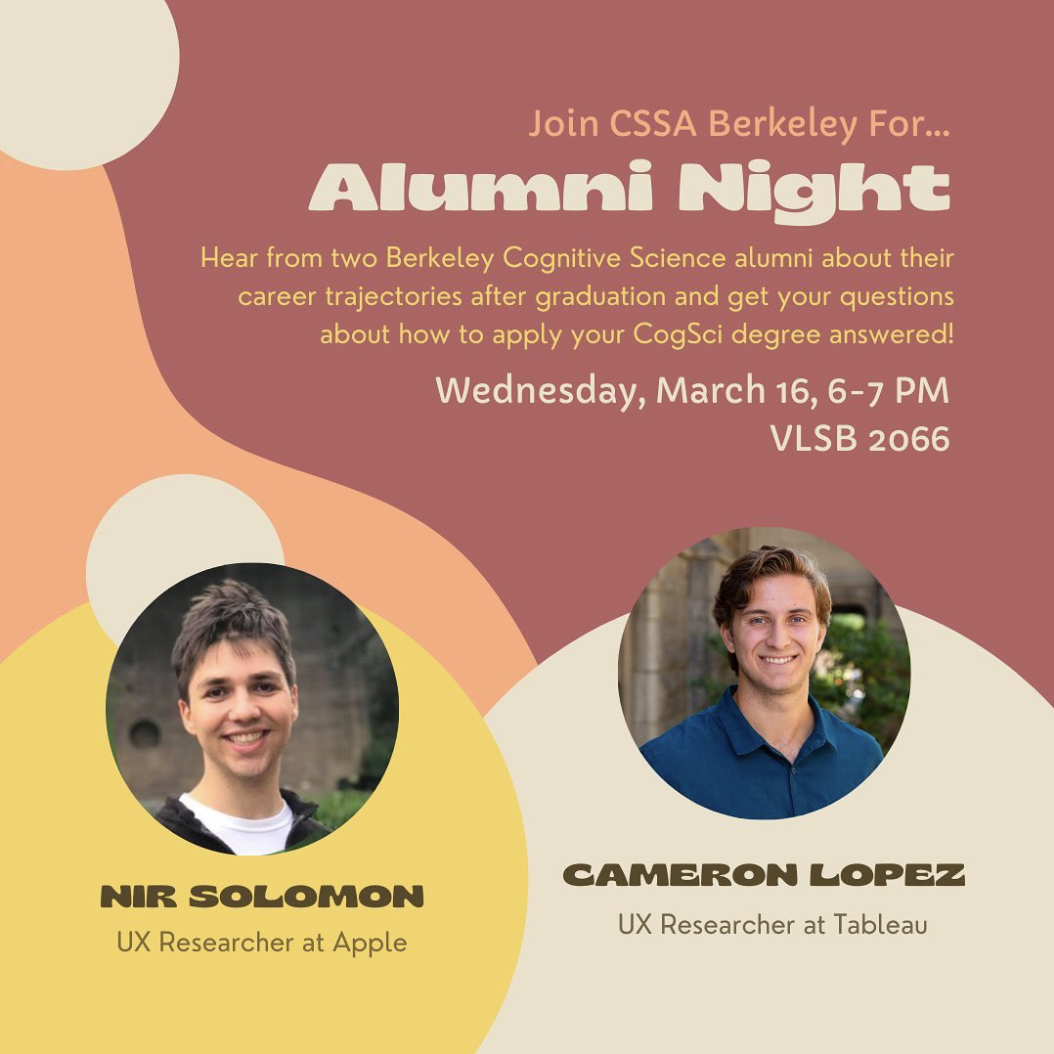 Join CSSA Berkeley For...
Alumni Night
Hear from two Berkeley Cognitive Science alumni about their
career trajectories after graduation and get your questions
about how to apply your CogSci degree answered!
Wednesday, March 16, 6-7 PM
VLSB 2066
NIR SOLOMON
UX Researcher at Apple
CAMERON LOPEZ
UX Researcher at Tableau